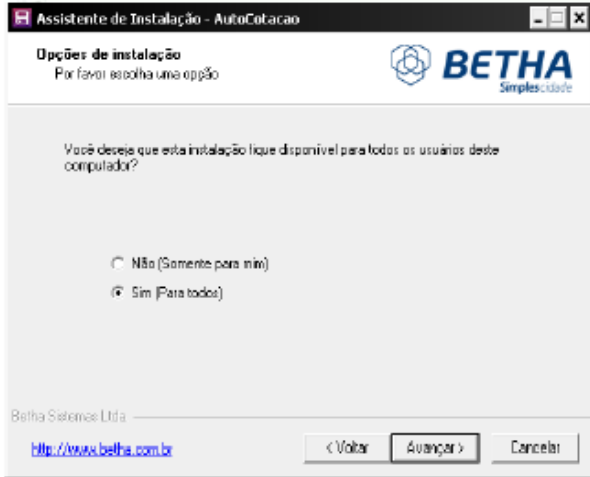 Assistente de Instalação - AutoCotacao
Opções de instalação
Por favor escolha uma opção
BETHA
Simplescidade
Você deseja que esta instalação fique disponível para todos os usuários deste
computador?
Não (Somente para mim)
Sim (Para todos)
Betha Sistemas Ltda
http://www.betha.com.br
< Voltar
Avançar >
Cancelar